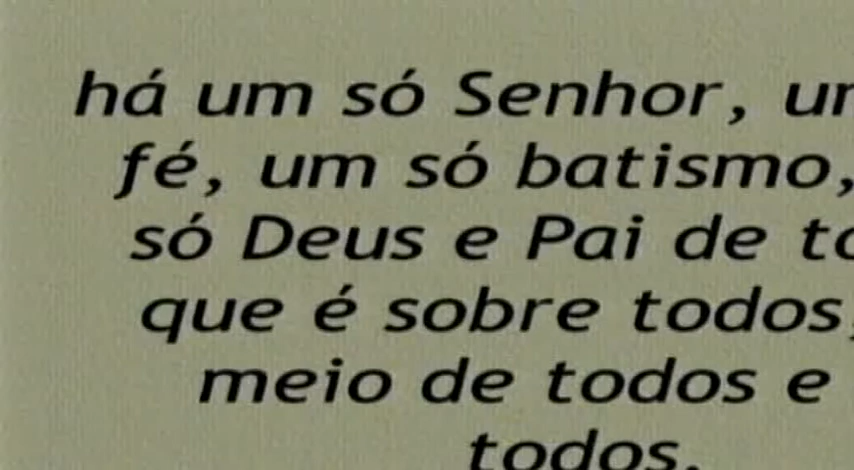 há um só Senhor,
fé, um só batismo,
só Deus e Pai de
que é sobre todos,
meio de todos e
todos.